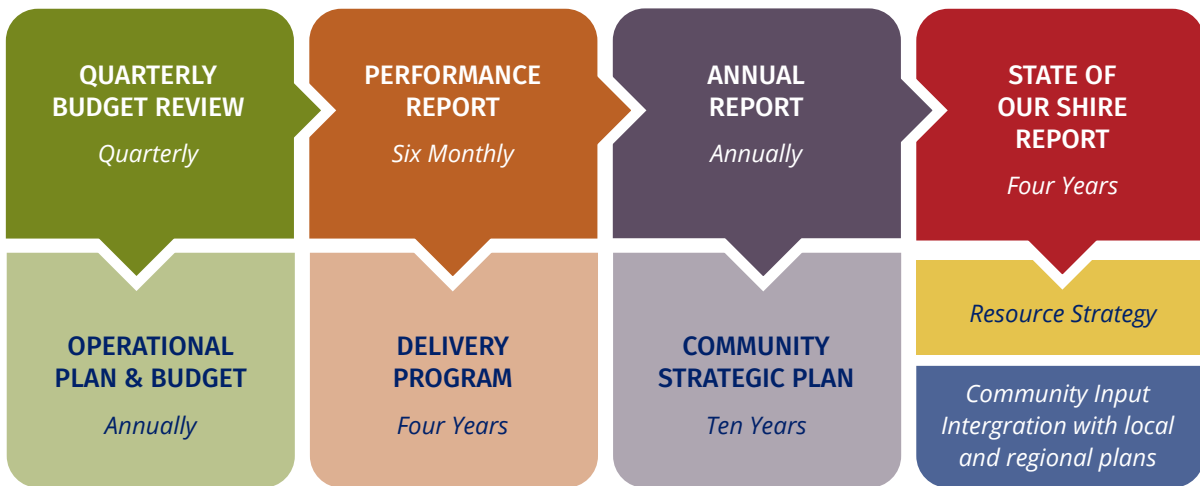 QUARTERLY
BUDGET REVIEW
Quarterly
PERFORMANCE
REPORT
Six Monthly
ANNUAL
REPORT
Annually
STATE OF
OUR SHIRE
REPORT
Four Years
OPERATIONAL
PLAN & BUDGET
Annually
DELIVERY
PROGRAM
Four Years
COMMUNITY
STRATEGIC PLAN
Ten Years
Resource Strategy
Community Input
Intergration with local
and regional plans